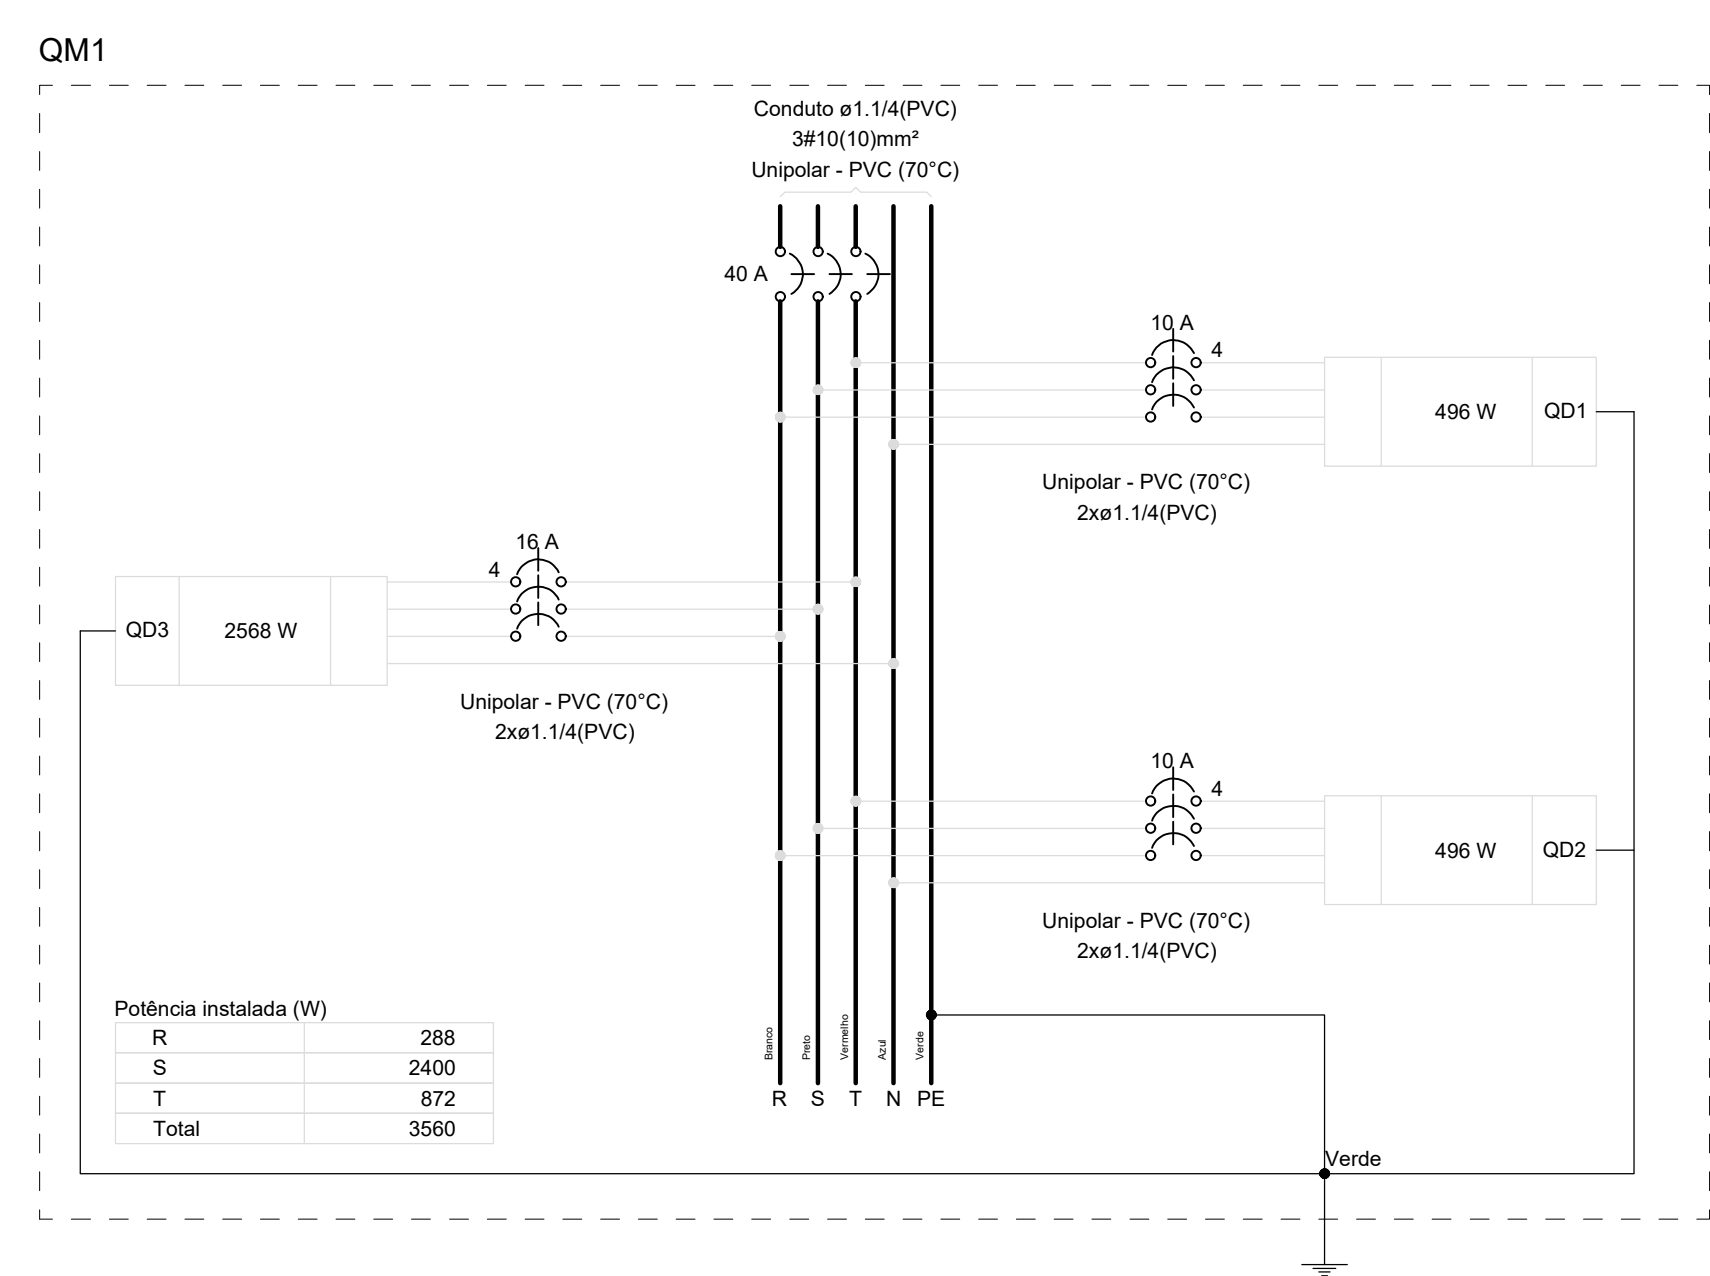 QM1
Conduto ø1.1/4(PVC)
3#10(10)mm²
Unipolar - PVC (70°C)
40 A
10 A
4
496 W
QD1
Unipolar - PVC (70°C)
2xø1.1/4(PVC)
16 A
4
QD3
2568 W
Unipolar - PVC (70°C)
2xø1.1/4(PVC)
10 A
4
496 W
QD2
Unipolar - PVC (70°C)
2xø1.1/4(PVC)
Potência instalada (W)
R 288
S 2400
T 872
Total 3560
Branco
Preto
Vermelho
Azul
Verde
R S T N PE
Verde